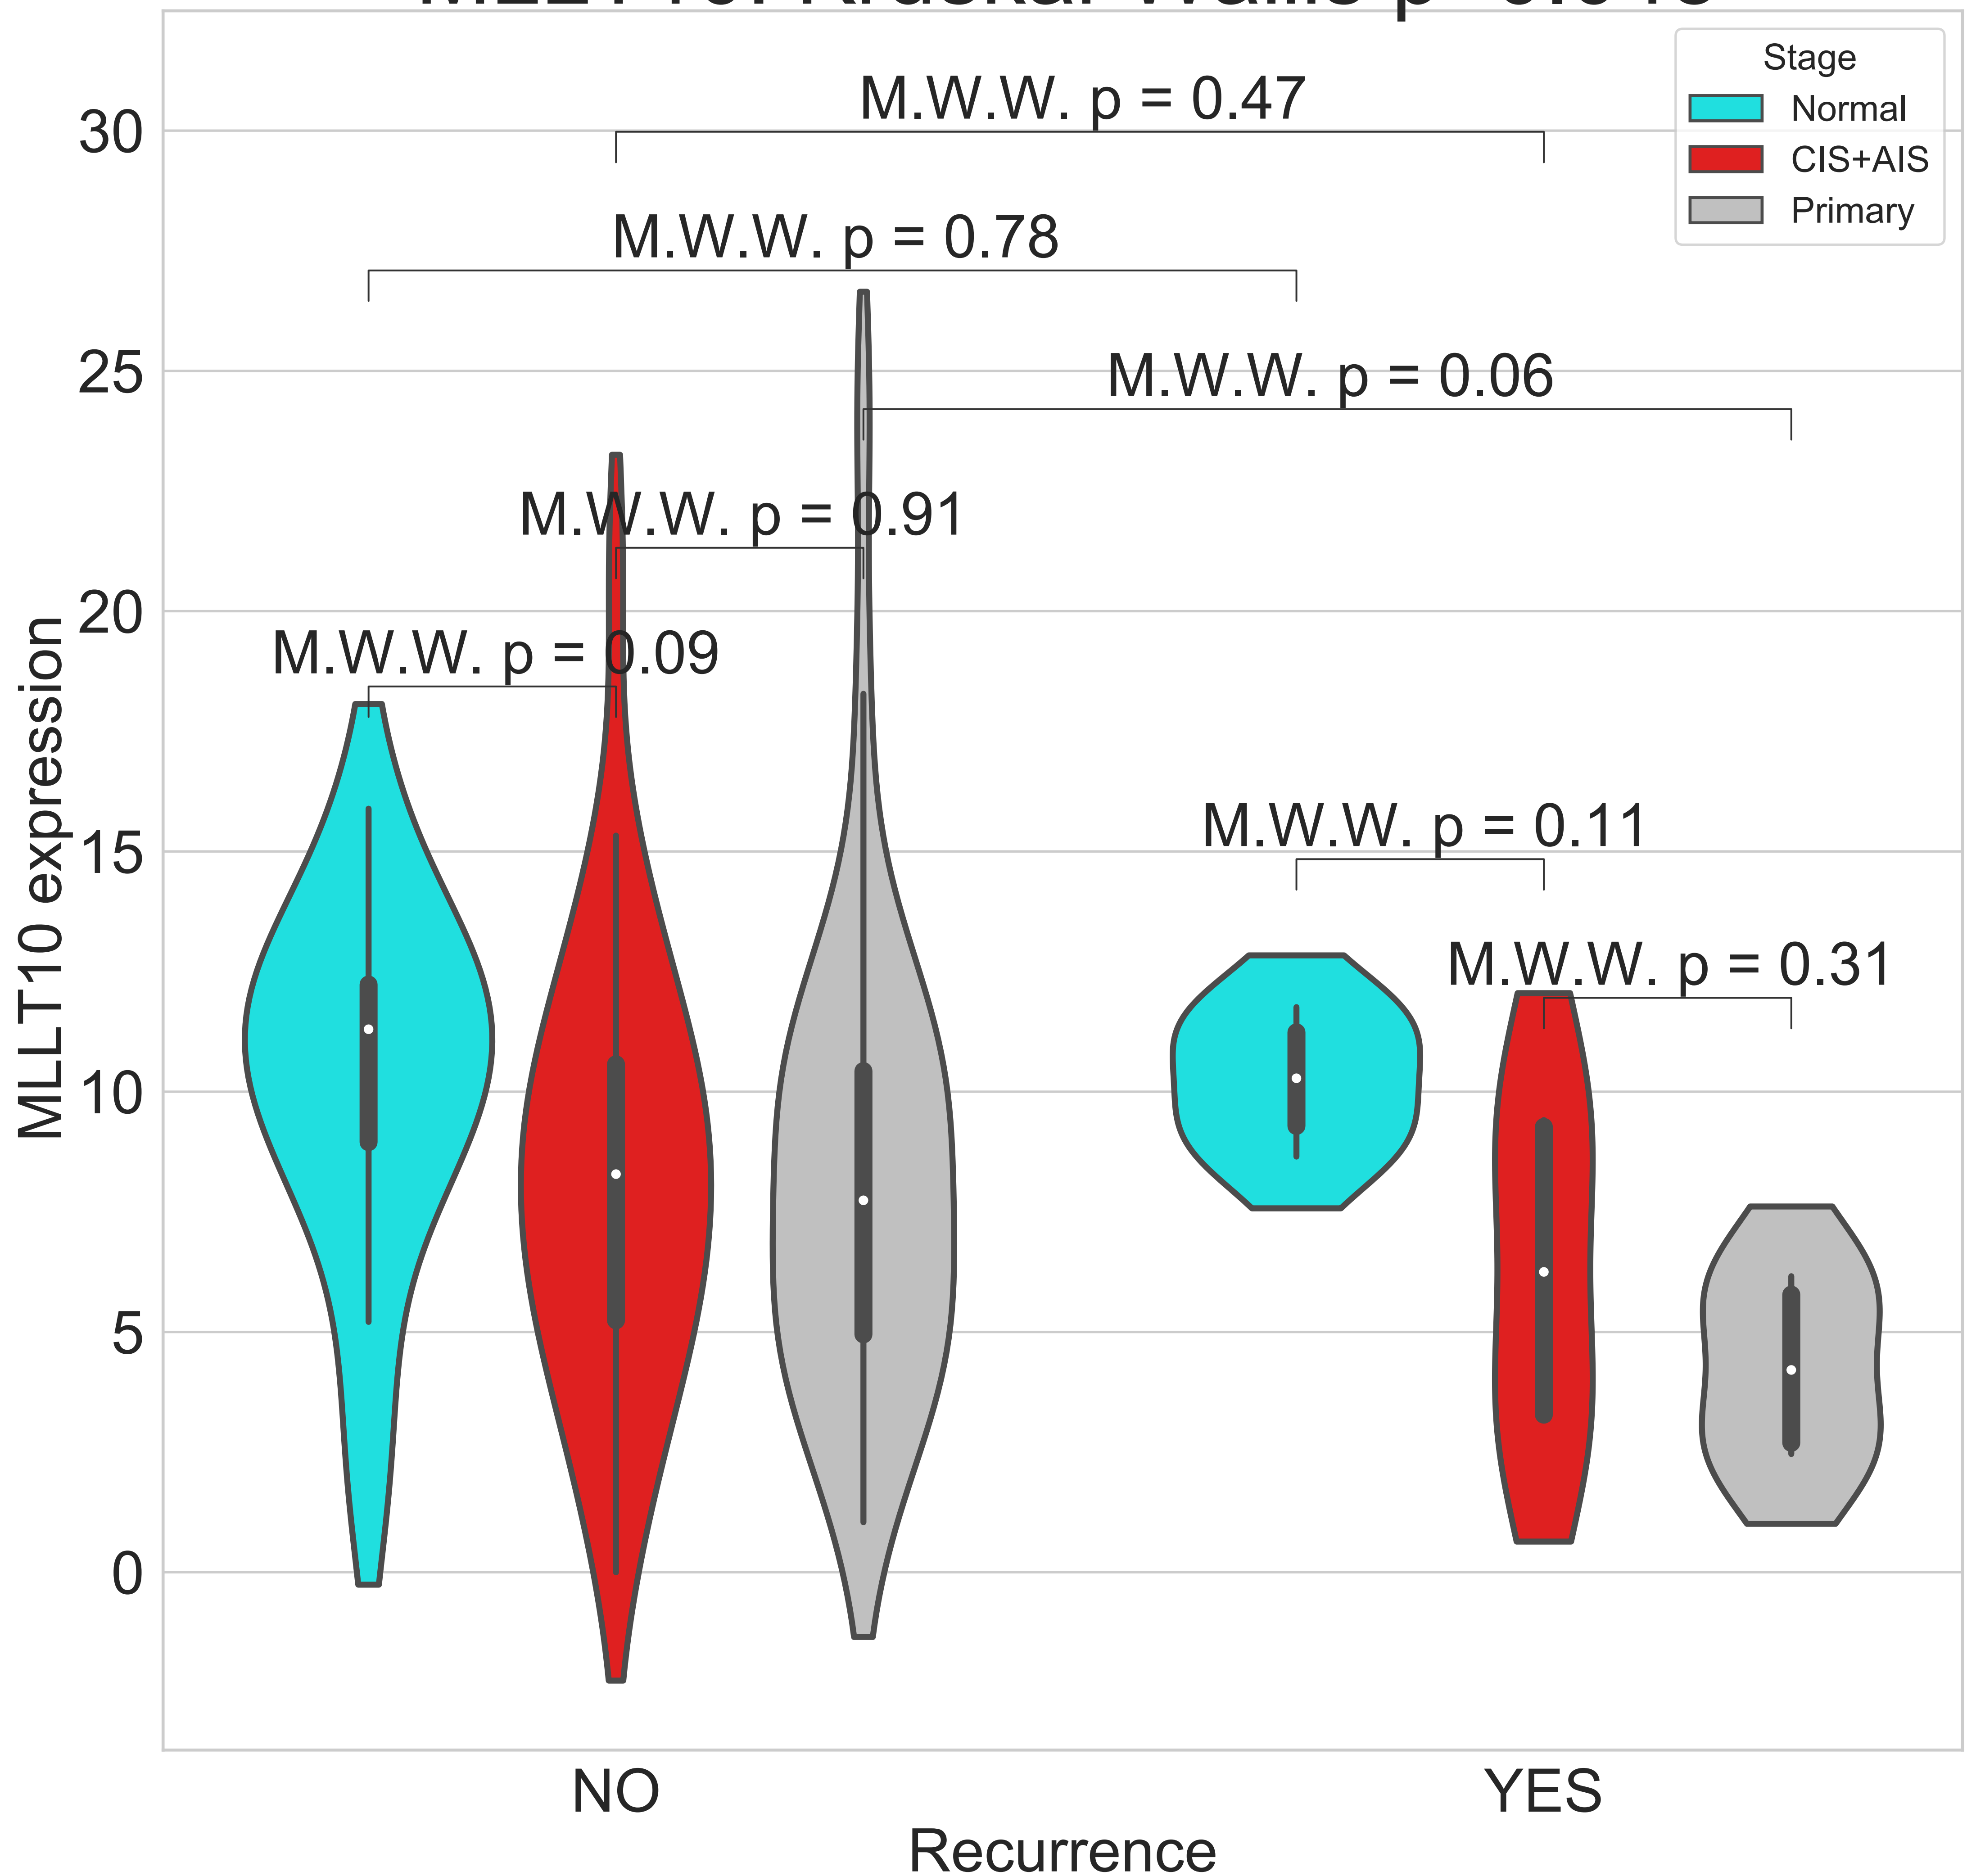 Stage
Normal
CIS+AIS
Primary
M.W.W. p = 0.47
M.W.W. p = 0.78
M.W.W. p = 0.06
M.W.W. p = 0.91
M.W.W. p = 0.09
M.W.W. p = 0.11
M.W.W. p = 0.31
30
25
20
15
10
5
0
MLLT10 expression
NO
YES
Recurrence